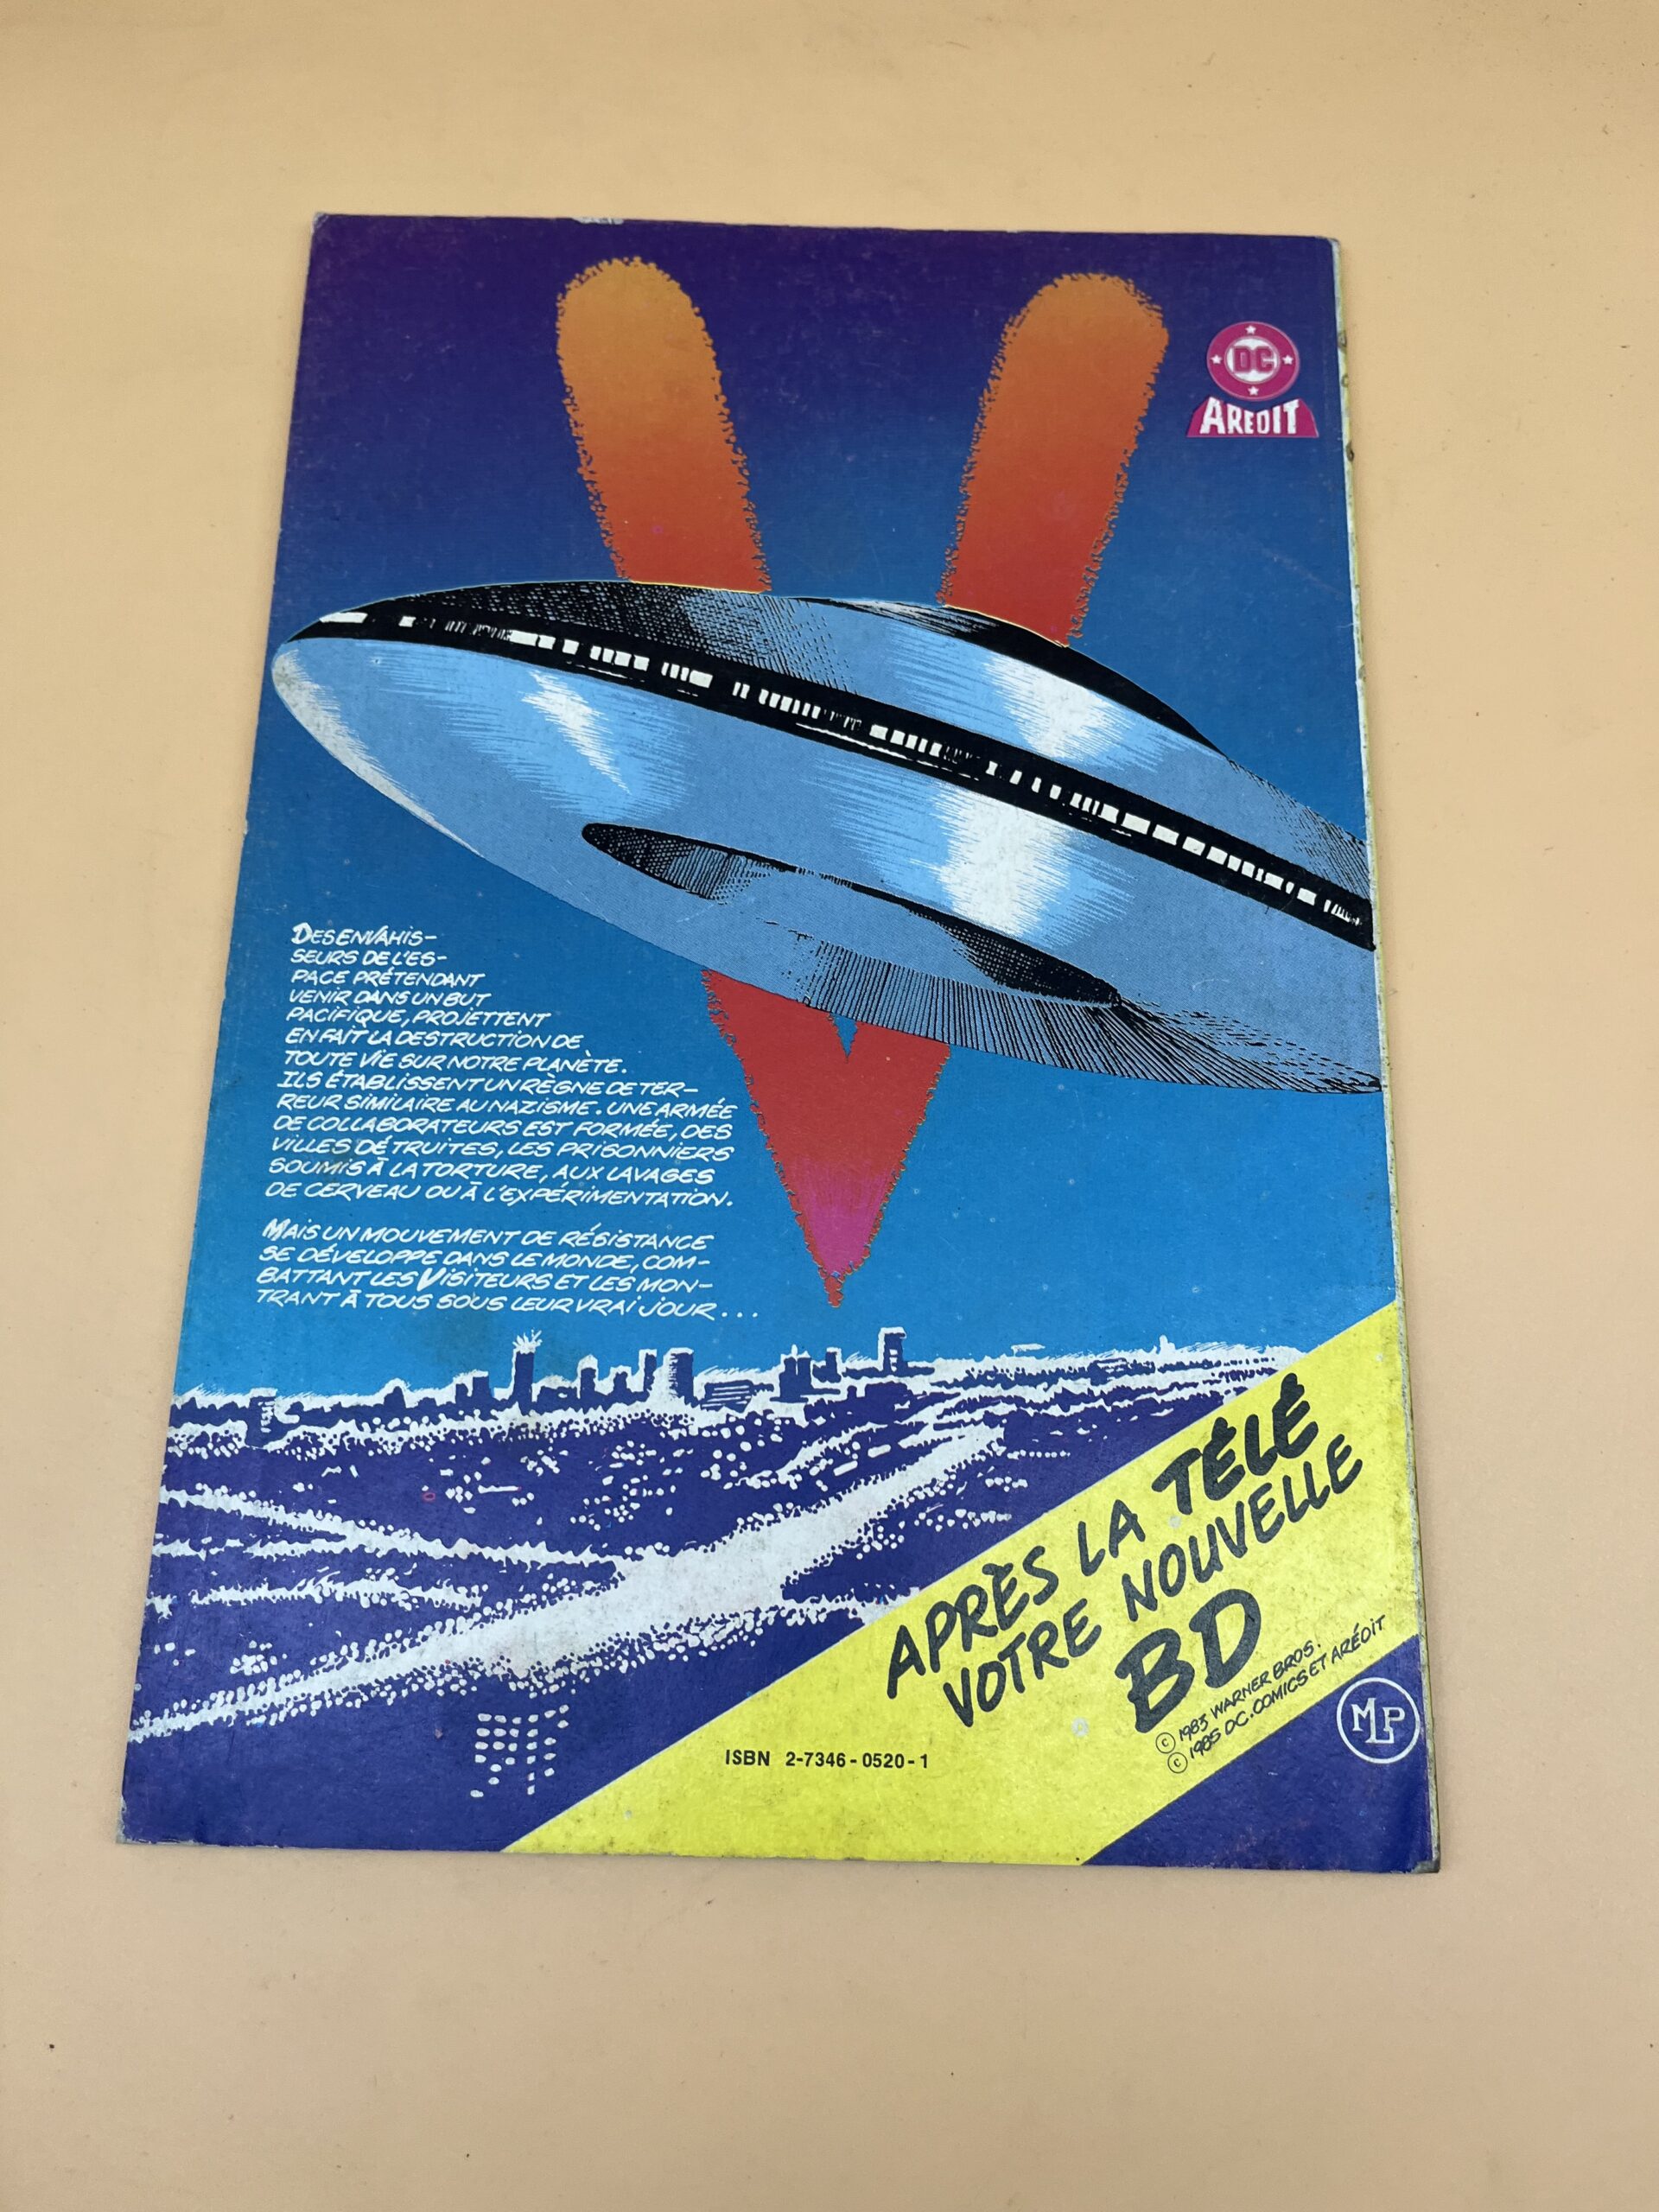 V
DC
ARÉDIT
DES ENVAHIS-
SEURS DE L'ES-
PACE PRÉTENDANT
VENIR DANS UN BUT
PACIFIQUE, PROJETTENT
EN FAIT LA DESTRUCTION DE
TOUTE VIE SUR NOTRE PLANÈTE.
ILS ÉTABLISSENT UN RÈGNE DE TER-
REUR SIMILAIRE AU NAZISME. UNE ARMÉE
DE COLLABORATEURS EST FORMÉE, DES
VILLES DÉTRUITES, LES PRISONNIERS
SOUMIS À LA TORTURE, AUX LAVAGES
DE CERVEAU OU À L'EXPÉRIMENTATION.
MAIS UN MOUVEMENT DE RÉSISTANCE
SE DÉVELOPPE DANS LE MONDE, COM-
BATTANT LES VISITEURS ET LES MON-
TRANT À TOUS SOUS LEUR VRAI JOUR...
APRÈS LA TÉLÉ
VOTRE NOUVELLE
BD
© 1983 WARNER BROS.
© 1985 DC. COMICS ET ARÉDIT
MLP
ISBN 2-7346-0520-1